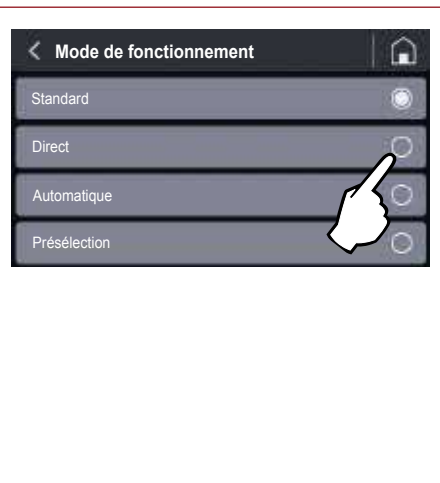 Mode de fonctionnement
Standard
Direct
Automatique
Présélection